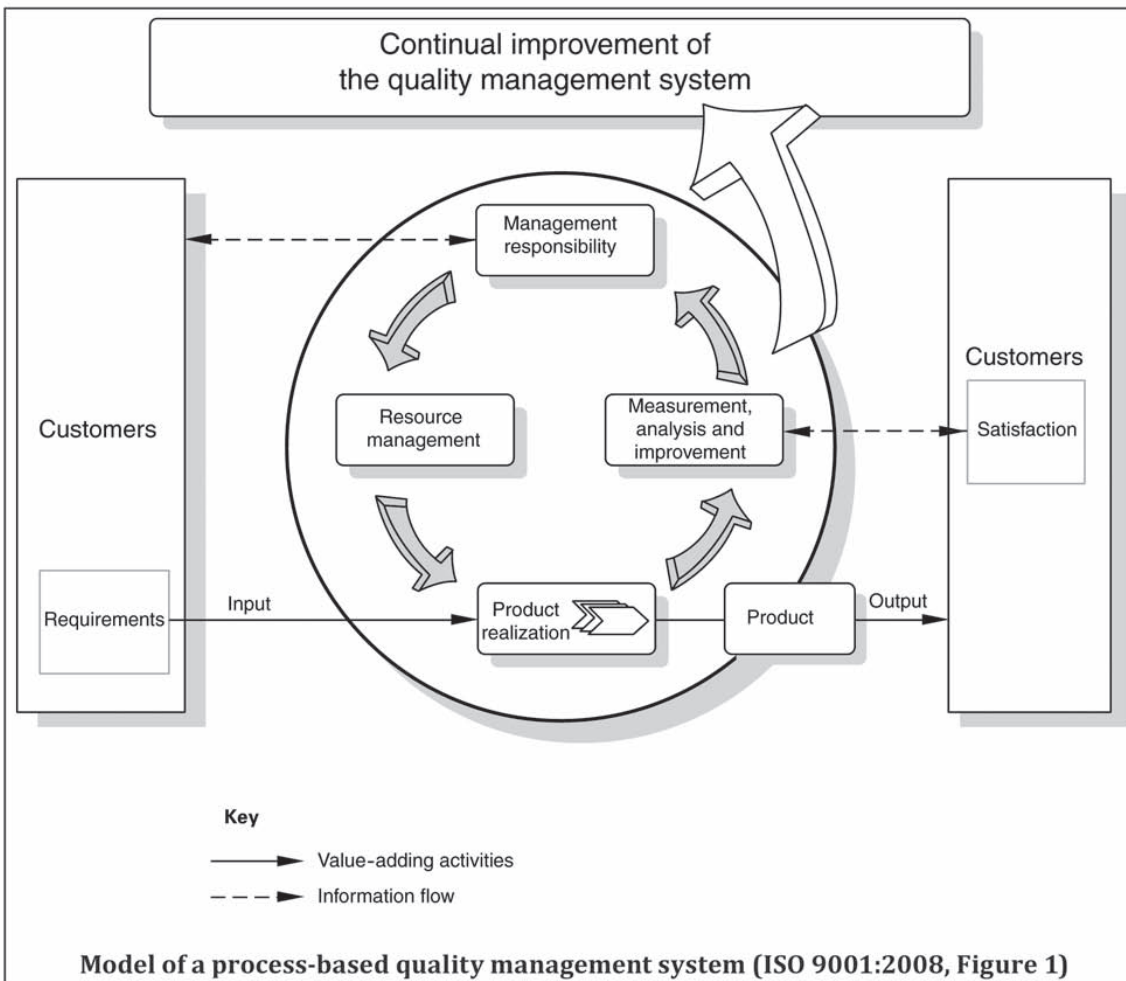 Continual improvement of
the quality management system
Management
responsibility
Customers
Resource
management
Measurement,
analysis and
improvement
Customers
Satisfaction
Requirements
Input
Product
realization
Product
Output
Key
Value-adding activities
Information flow
Model of a process-based quality management system (ISO 9001:2008, Figure 1)